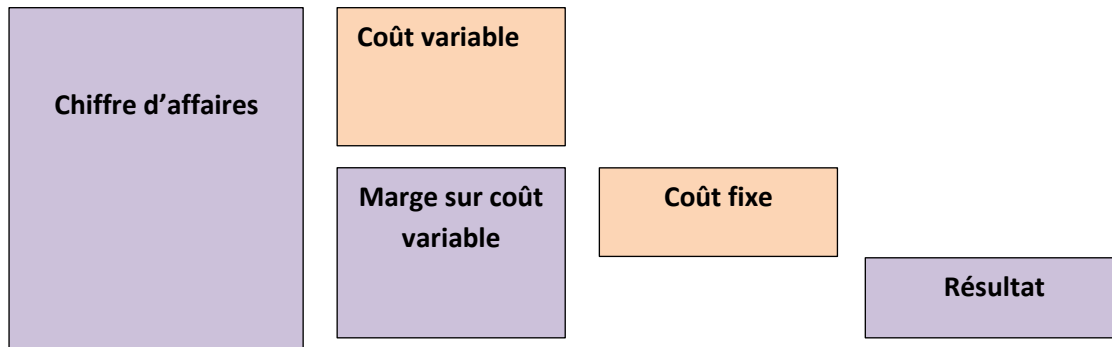 Coût variable
Chiffre d’affaires
Marge sur coût
variable
Coût fixe
Résultat